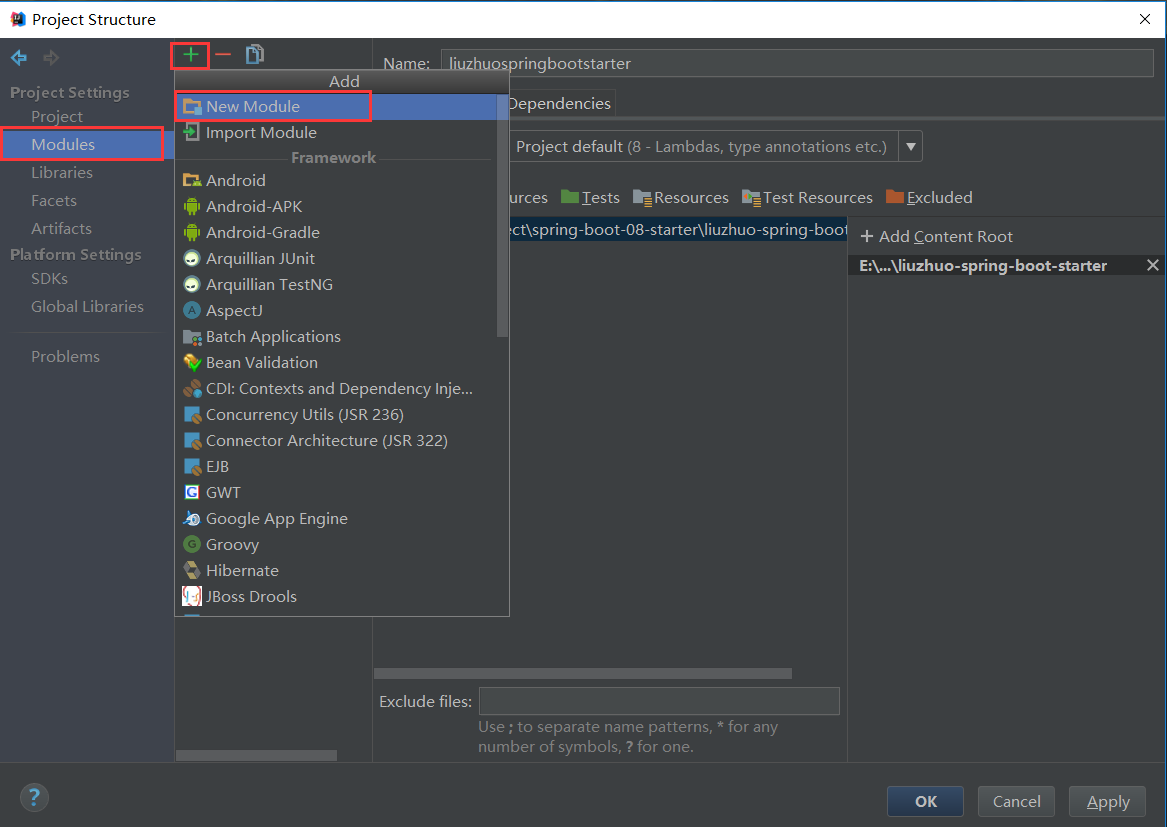 Project Structure
Project Settings
Project
Modules
Libraries
Facets
Artifacts
Platform Settings
SDKs
Global Libraries
Problems
Add
New Module
Import Module
Framework
Android
Android-APK
Android-Gradle
Arquillian JUnit
Arquillian TestNG
AspectJ
Batch Applications
Bean Validation
CDI: Contexts and Dependency Inje...
Concurrency Utils (JSR 236)
Connector Architecture (JSR 322)
EJB
GWT
Google App Engine
Groovy
Hibernate
JBoss Drools
Name: liuzhuospringbootstarter
Dependencies
Project default (8 - Lambdas, type annotations etc.)
urces Tests Resources Test Resources Excluded
ect\spring-boot-08-starter\liuzhuo-spring-boot
+ Add Content Root
E:\...\liuzhuo-spring-boot-starter
Exclude files:
Use ; to separate name patterns, * for any
number of symbols, ? for one.
?
OK Cancel Apply